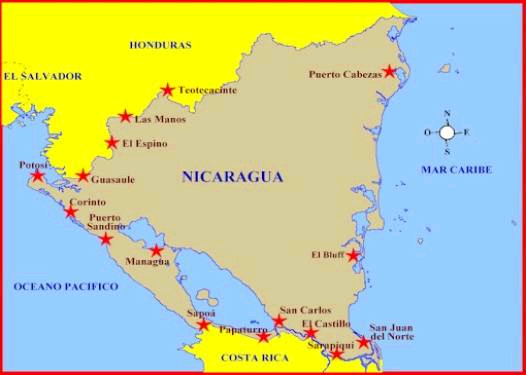 HONDURAS
EL SALVADOR
Puerto Cabezas
Teotecacinte
Las Manos
N
O
E
S
El Espino
Potosí
Guasaule
NICARAGUA
MAR CARIBE
Corinto
Puerto
Sandino
Managua
El Bluff
OCEANO PACIFICO
San Carlos
Sapoá
El Castillo
Papaturro
San Juan
del Norte
Sarapiqui
COSTA RICA